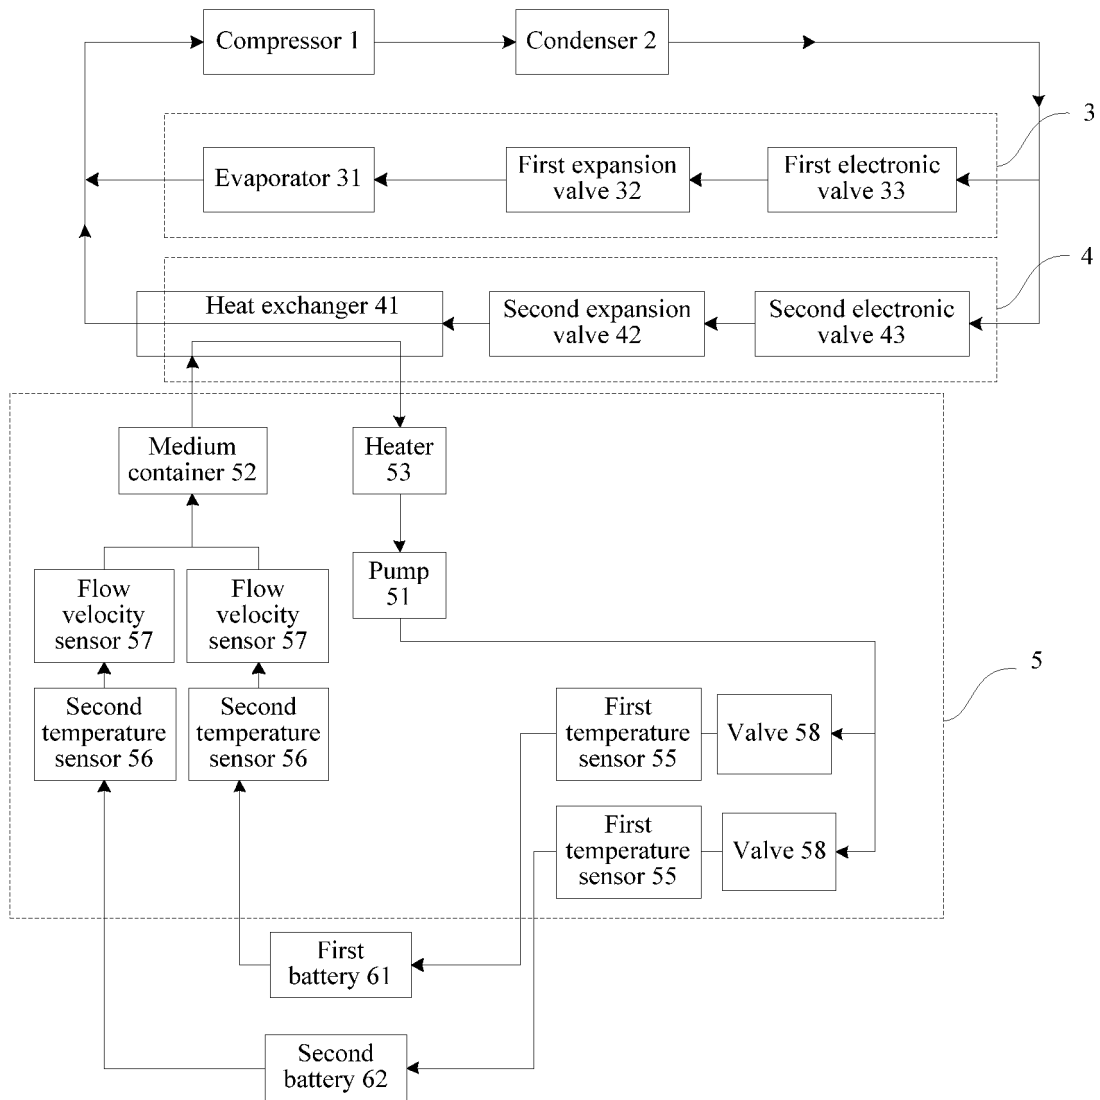 Compressor 1
Condenser 2
3
Evaporator 31
First expansion
valve 32
First electronic
valve 33
4
Heat exchanger 41
Second expansion
valve 42
Second electronic
valve 43
Medium
container 52
Heater
53
Pump
51
Flow
velocity
sensor 57
Flow
velocity
sensor 57
5
Second
temperature
sensor 56
Second
temperature
sensor 56
First
temperature
sensor 55
Valve 58
First
temperature
sensor 55
Valve 58
First
battery 61
Second
battery 62